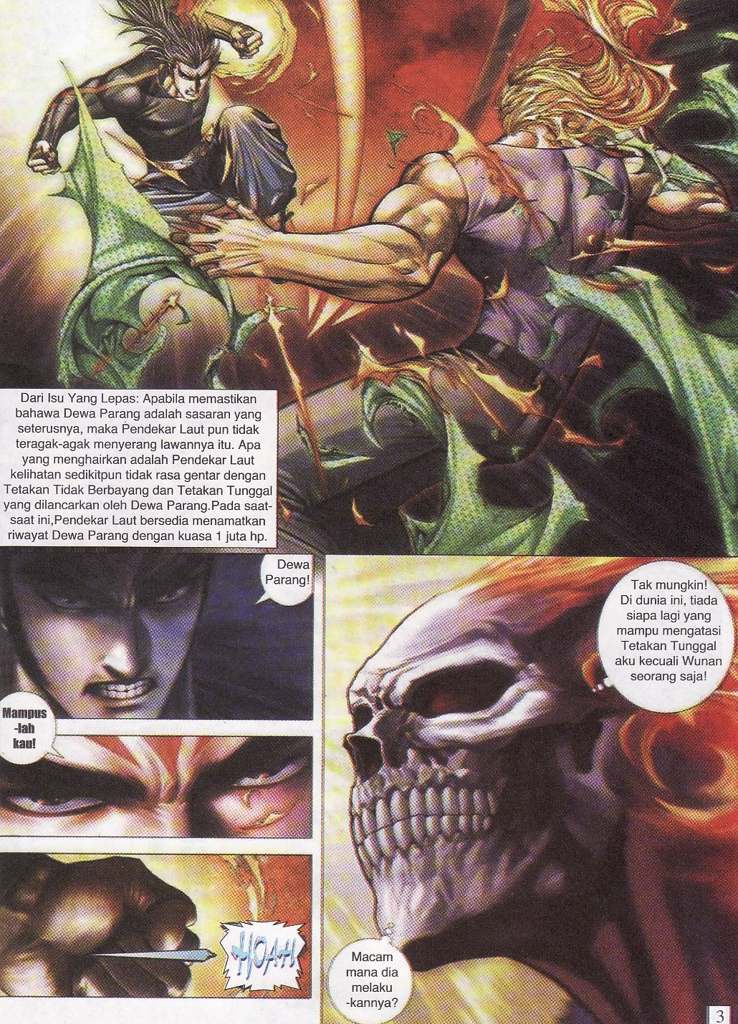 Dari Isu Yang Lepas: Apabila memastikan
bahawa Dewa Parang adalah sasaran yang
seterusnya, maka Pendekar Laut pun tidak
teragak-agak menyerang lawannya itu. Apa
yang menghairkan adalah Pendekar Laut
kelihatan sedikitpun tidak rasa gentar dengan
Tetakan Tidak Berbayang dan Tetakan Tunggal
yang dilancarkan oleh Dewa Parang.Pada saat-
saat ini,Pendekar Laut bersedia menamatkan
riwayat Dewa Parang dengan kuasa 1 juta hp.
Dewa
Parang!
Mampus
-lah
kau!
HOAH
Tak mungkin!
Di dunia ini, tiada
siapa lagi yang
mampu mengatasi
Tetakan Tunggal
aku kecuali Wunan
seorang saja!
Macam
mana dia
melaku
-kannya?
3